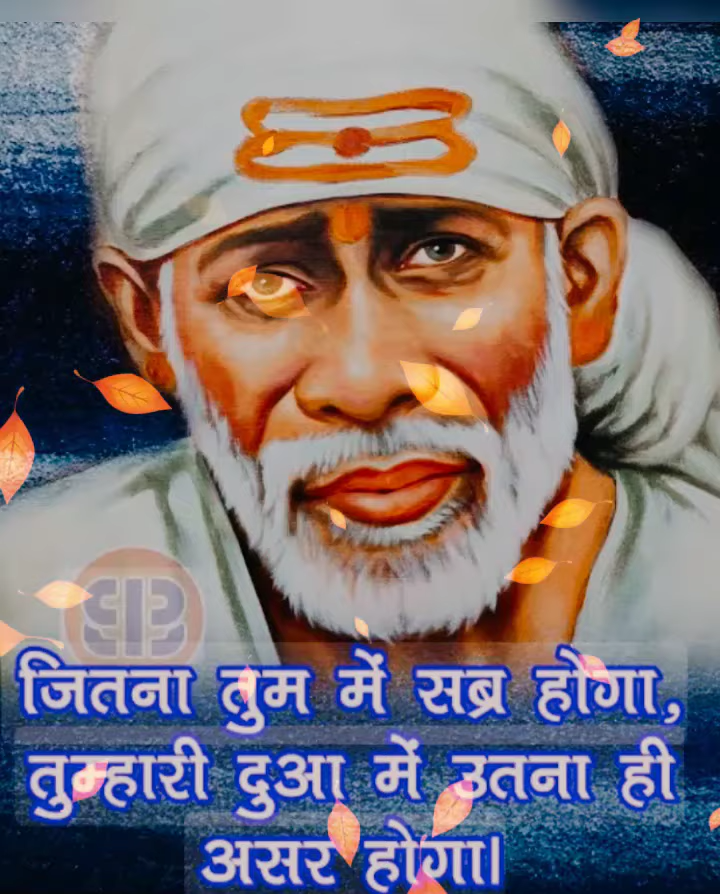 जितना तुम में सब्र होगा,
तुम्हारी दुआ में उतना ही
असर होगा।